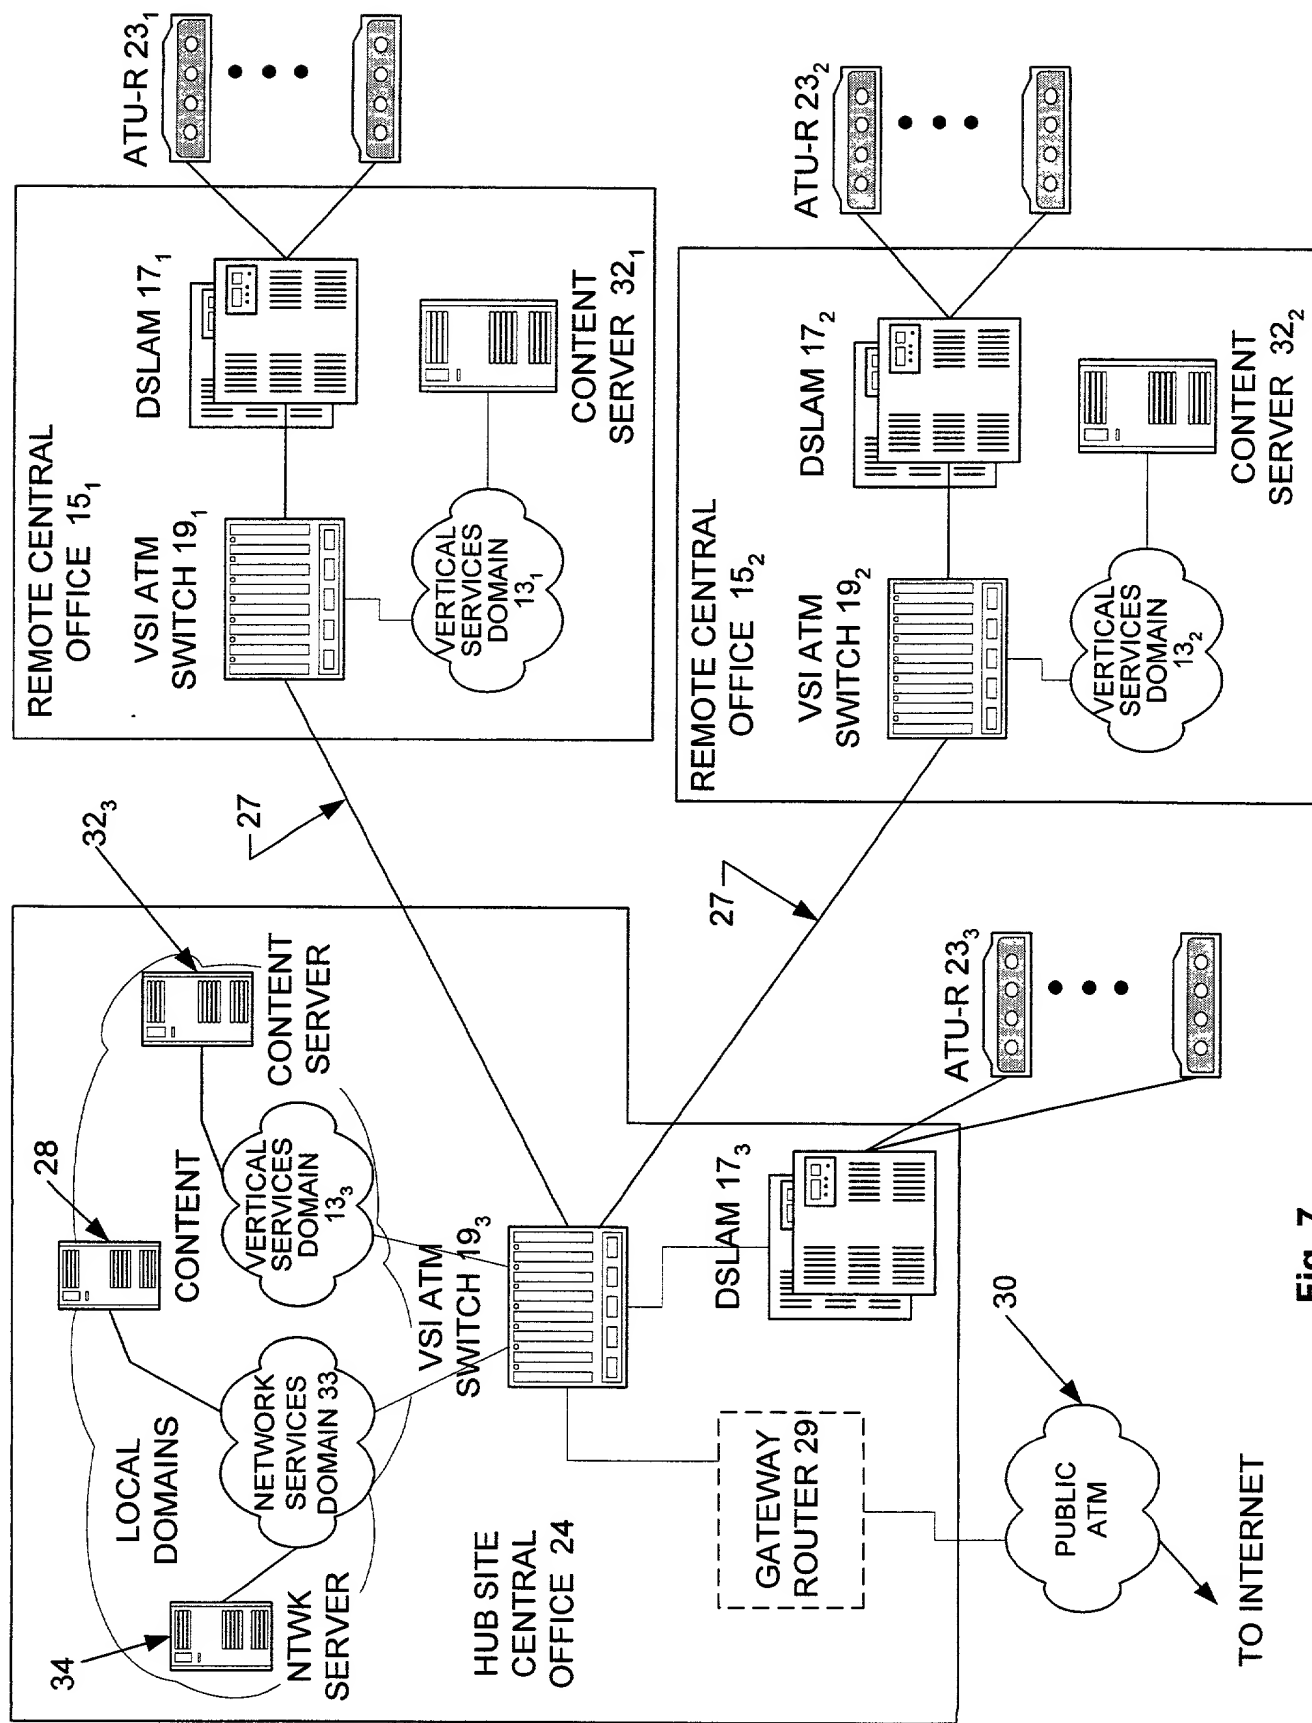 34
NTWK
SERVER
LOCAL
DOMAINS
28
CONTENT
32₃
CONTENT
SERVER
NETWORK
SERVICES
DOMAIN 33
VERTICAL
SERVICES
DOMAIN
13₃
HUB SITE
CENTRAL
OFFICE 24
VSI ATM
SWITCH 19₃
GATEWAY
ROUTER 29
DSLAM 17₃
ATU-R 23₃
30
PUBLIC
ATM
TO INTERNET
27
27
REMOTE CENTRAL
OFFICE 15₁
VSI ATM
SWITCH 19₁
DSLAM 17₁
ATU-R 23₁
VERTICAL
SERVICES
DOMAIN
13₁
CONTENT
SERVER 32₁
REMOTE CENTRAL
OFFICE 15₂
VSI ATM
SWITCH 19₂
DSLAM 17₂
ATU-R 23₂
VERTICAL
SERVICES
DOMAIN
13₂
CONTENT
SERVER 32₂
Fig. 7